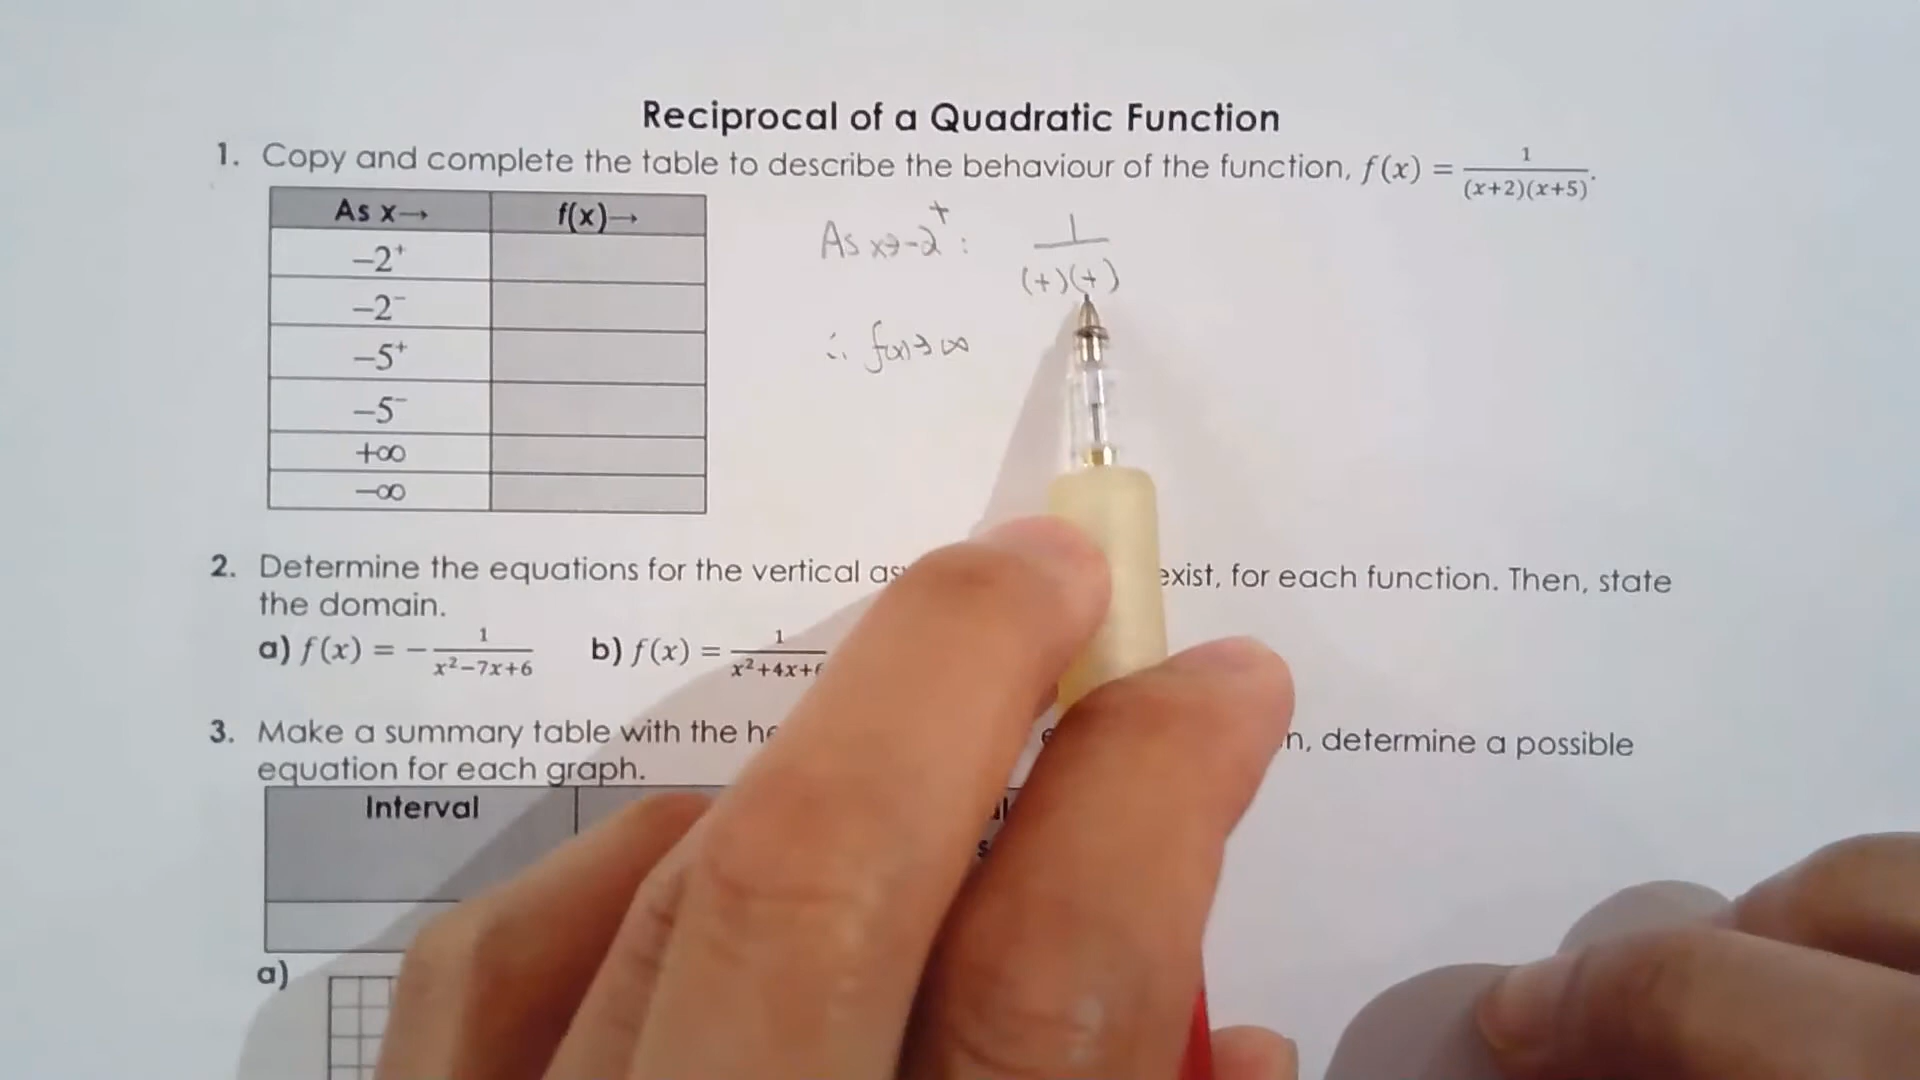 Reciprocal of a Quadratic Function
1. Copy and complete the table to describe the behaviour of the function, f(x) = 1/((x+2)(x+5)).
As x→ f(x)→
−2⁺
−2⁻
−5⁺
−5⁻
+∞
−∞
As x→-2⁺: 1/((+)(+))
∴ f(x)→∞
2. Determine the equations for the vertical exist, for each function. Then, state
the domain.
a) f(x) = −1/(x²−7x+6) b) f(x) = 1/(x²+4x+
3. Make a summary table with the determine a possible
equation for each graph.
Interval
a)